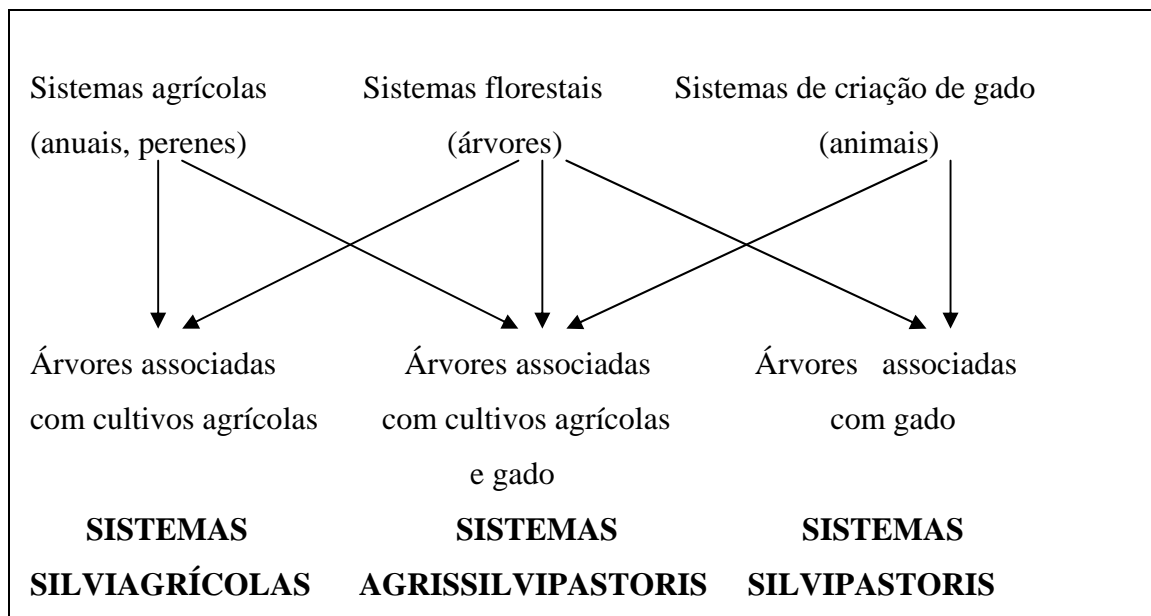 Sistemas agrícolas Sistemas florestais Sistemas de criação de gado
(anuais, perenes) (árvores) (animais)
Árvores associadas Árvores associadas Árvores associadas
com cultivos agrícolas com cultivos agrícolas com gado
e gado
SISTEMAS SISTEMAS SISTEMAS
SILVIAGRÍCOLAS AGRISSILVIPASTORIS SILVIPASTORIS